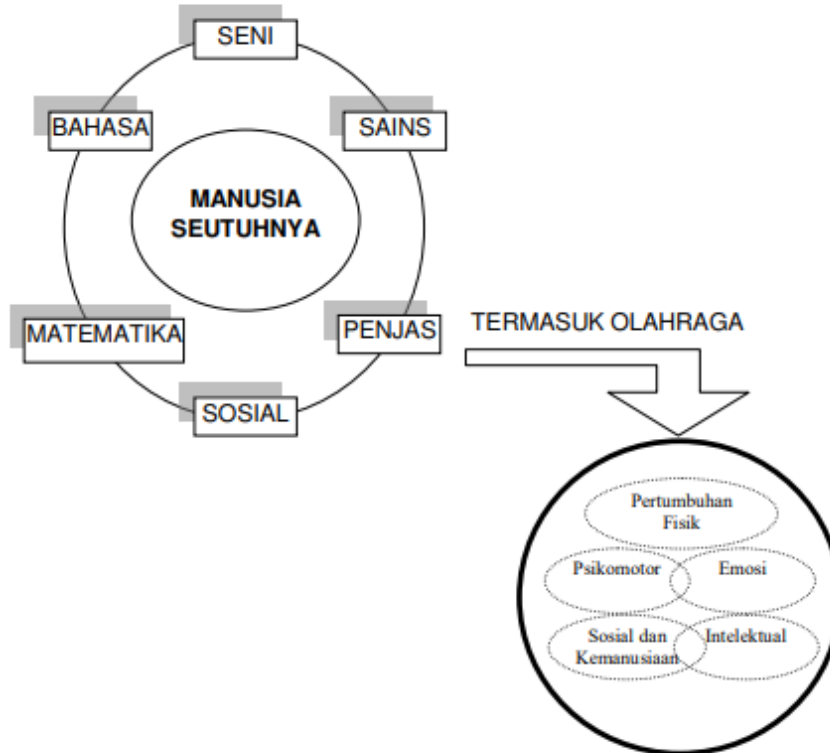 SENI
BAHASA
SAINS
MANUSIA
SEUTUHNYA
MATEMATIKA
PENJAS
SOSIAL
TERMASUK OLAHRAGA
Pertumbuhan
Fisik
Psikomotor
Emosi
Sosial dan
Kemanusiaan
Intelektual